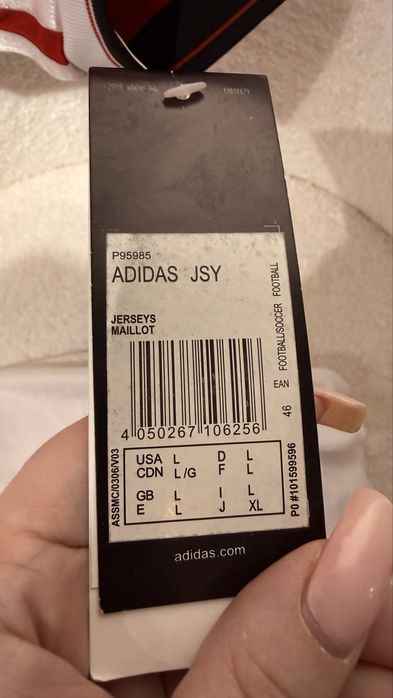 P95985
ADIDAS JSY
JERSEYS
MAILLOT
FOOTBALL/SOCCER FOOTBALL
EAN
46
4 050267 106256
USA L D L
CDN L/G F L
GB L I L
E L J XL
ASSMC/0306/V03
PO #101599596
adidas.com